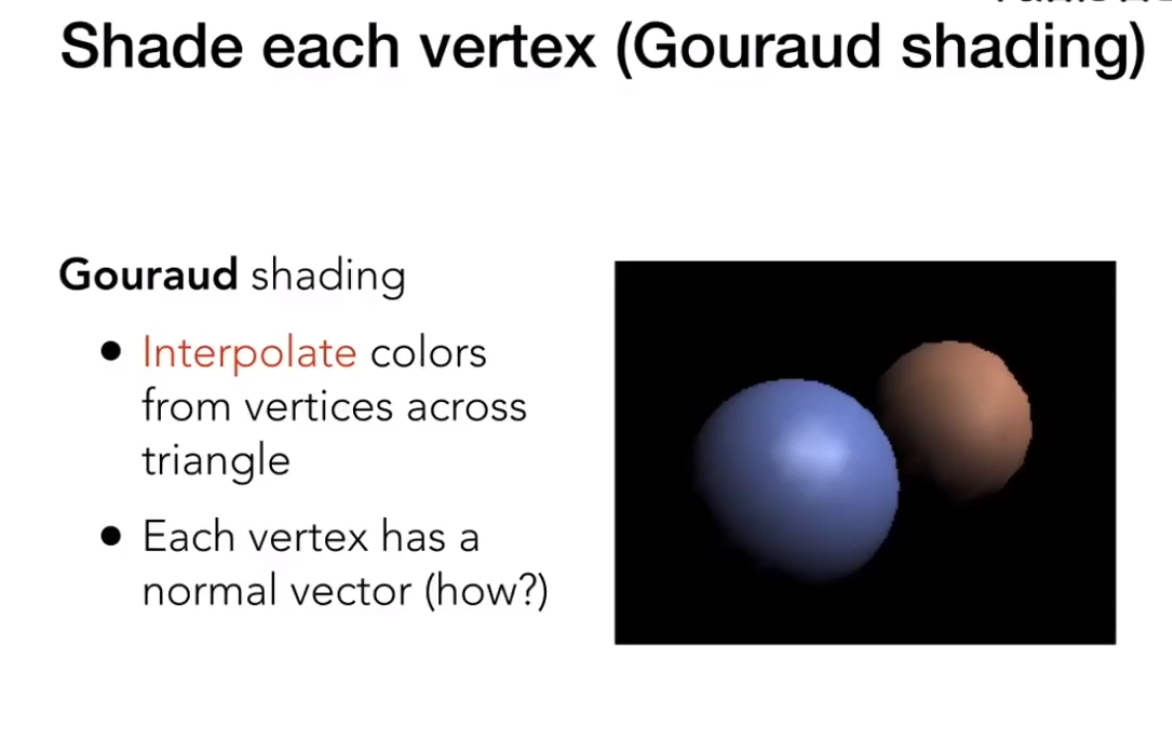 Shade each vertex (Gouraud shading)
Gouraud shading
● Interpolate colors
from vertices across
triangle
● Each vertex has a
normal vector (how?)